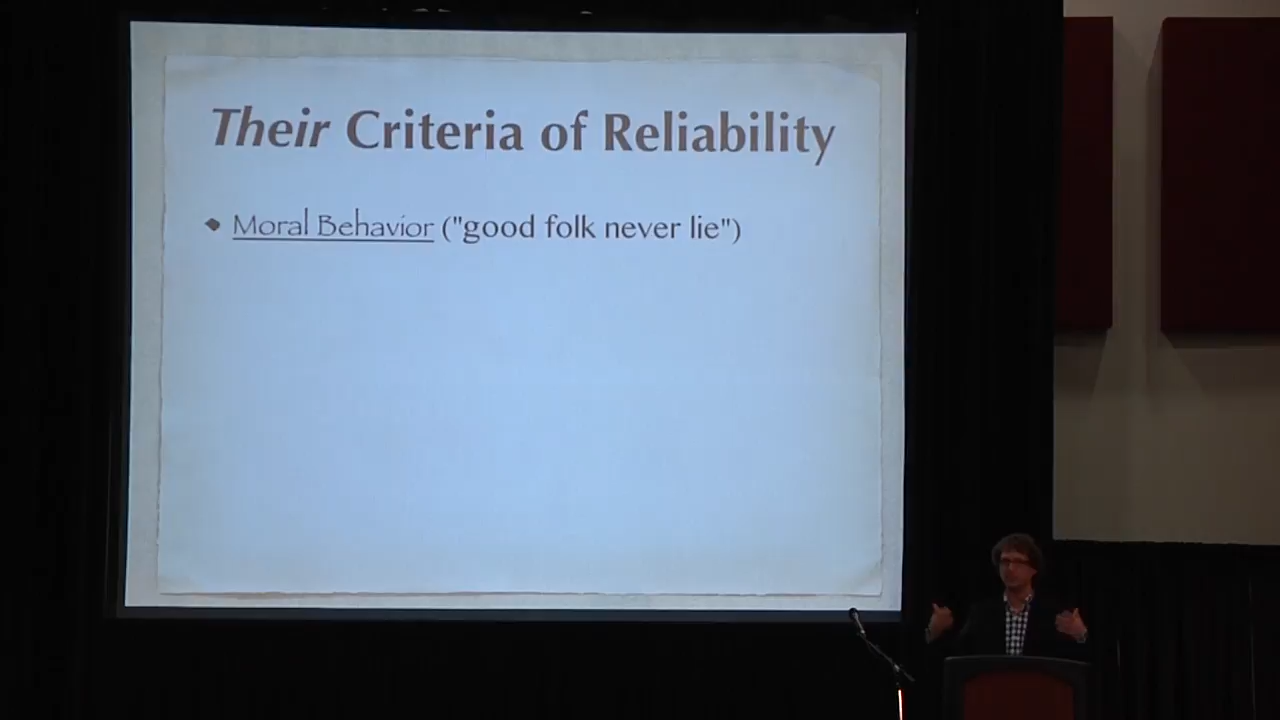 Their Criteria of Reliability
Moral Behavior ("good folk never lie")